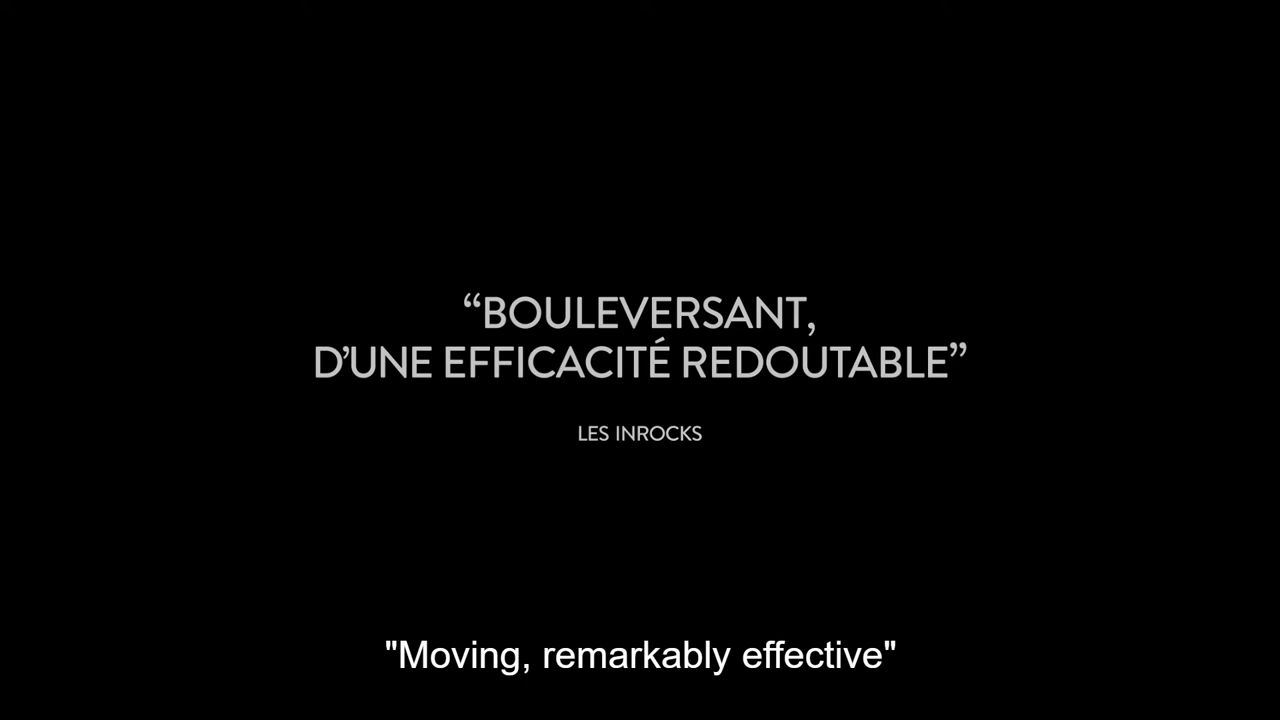 “BOULEVERSANT,
D’UNE EFFICACITÉ REDOUTABLE”
LES INROCKS
"Moving, remarkably effective"